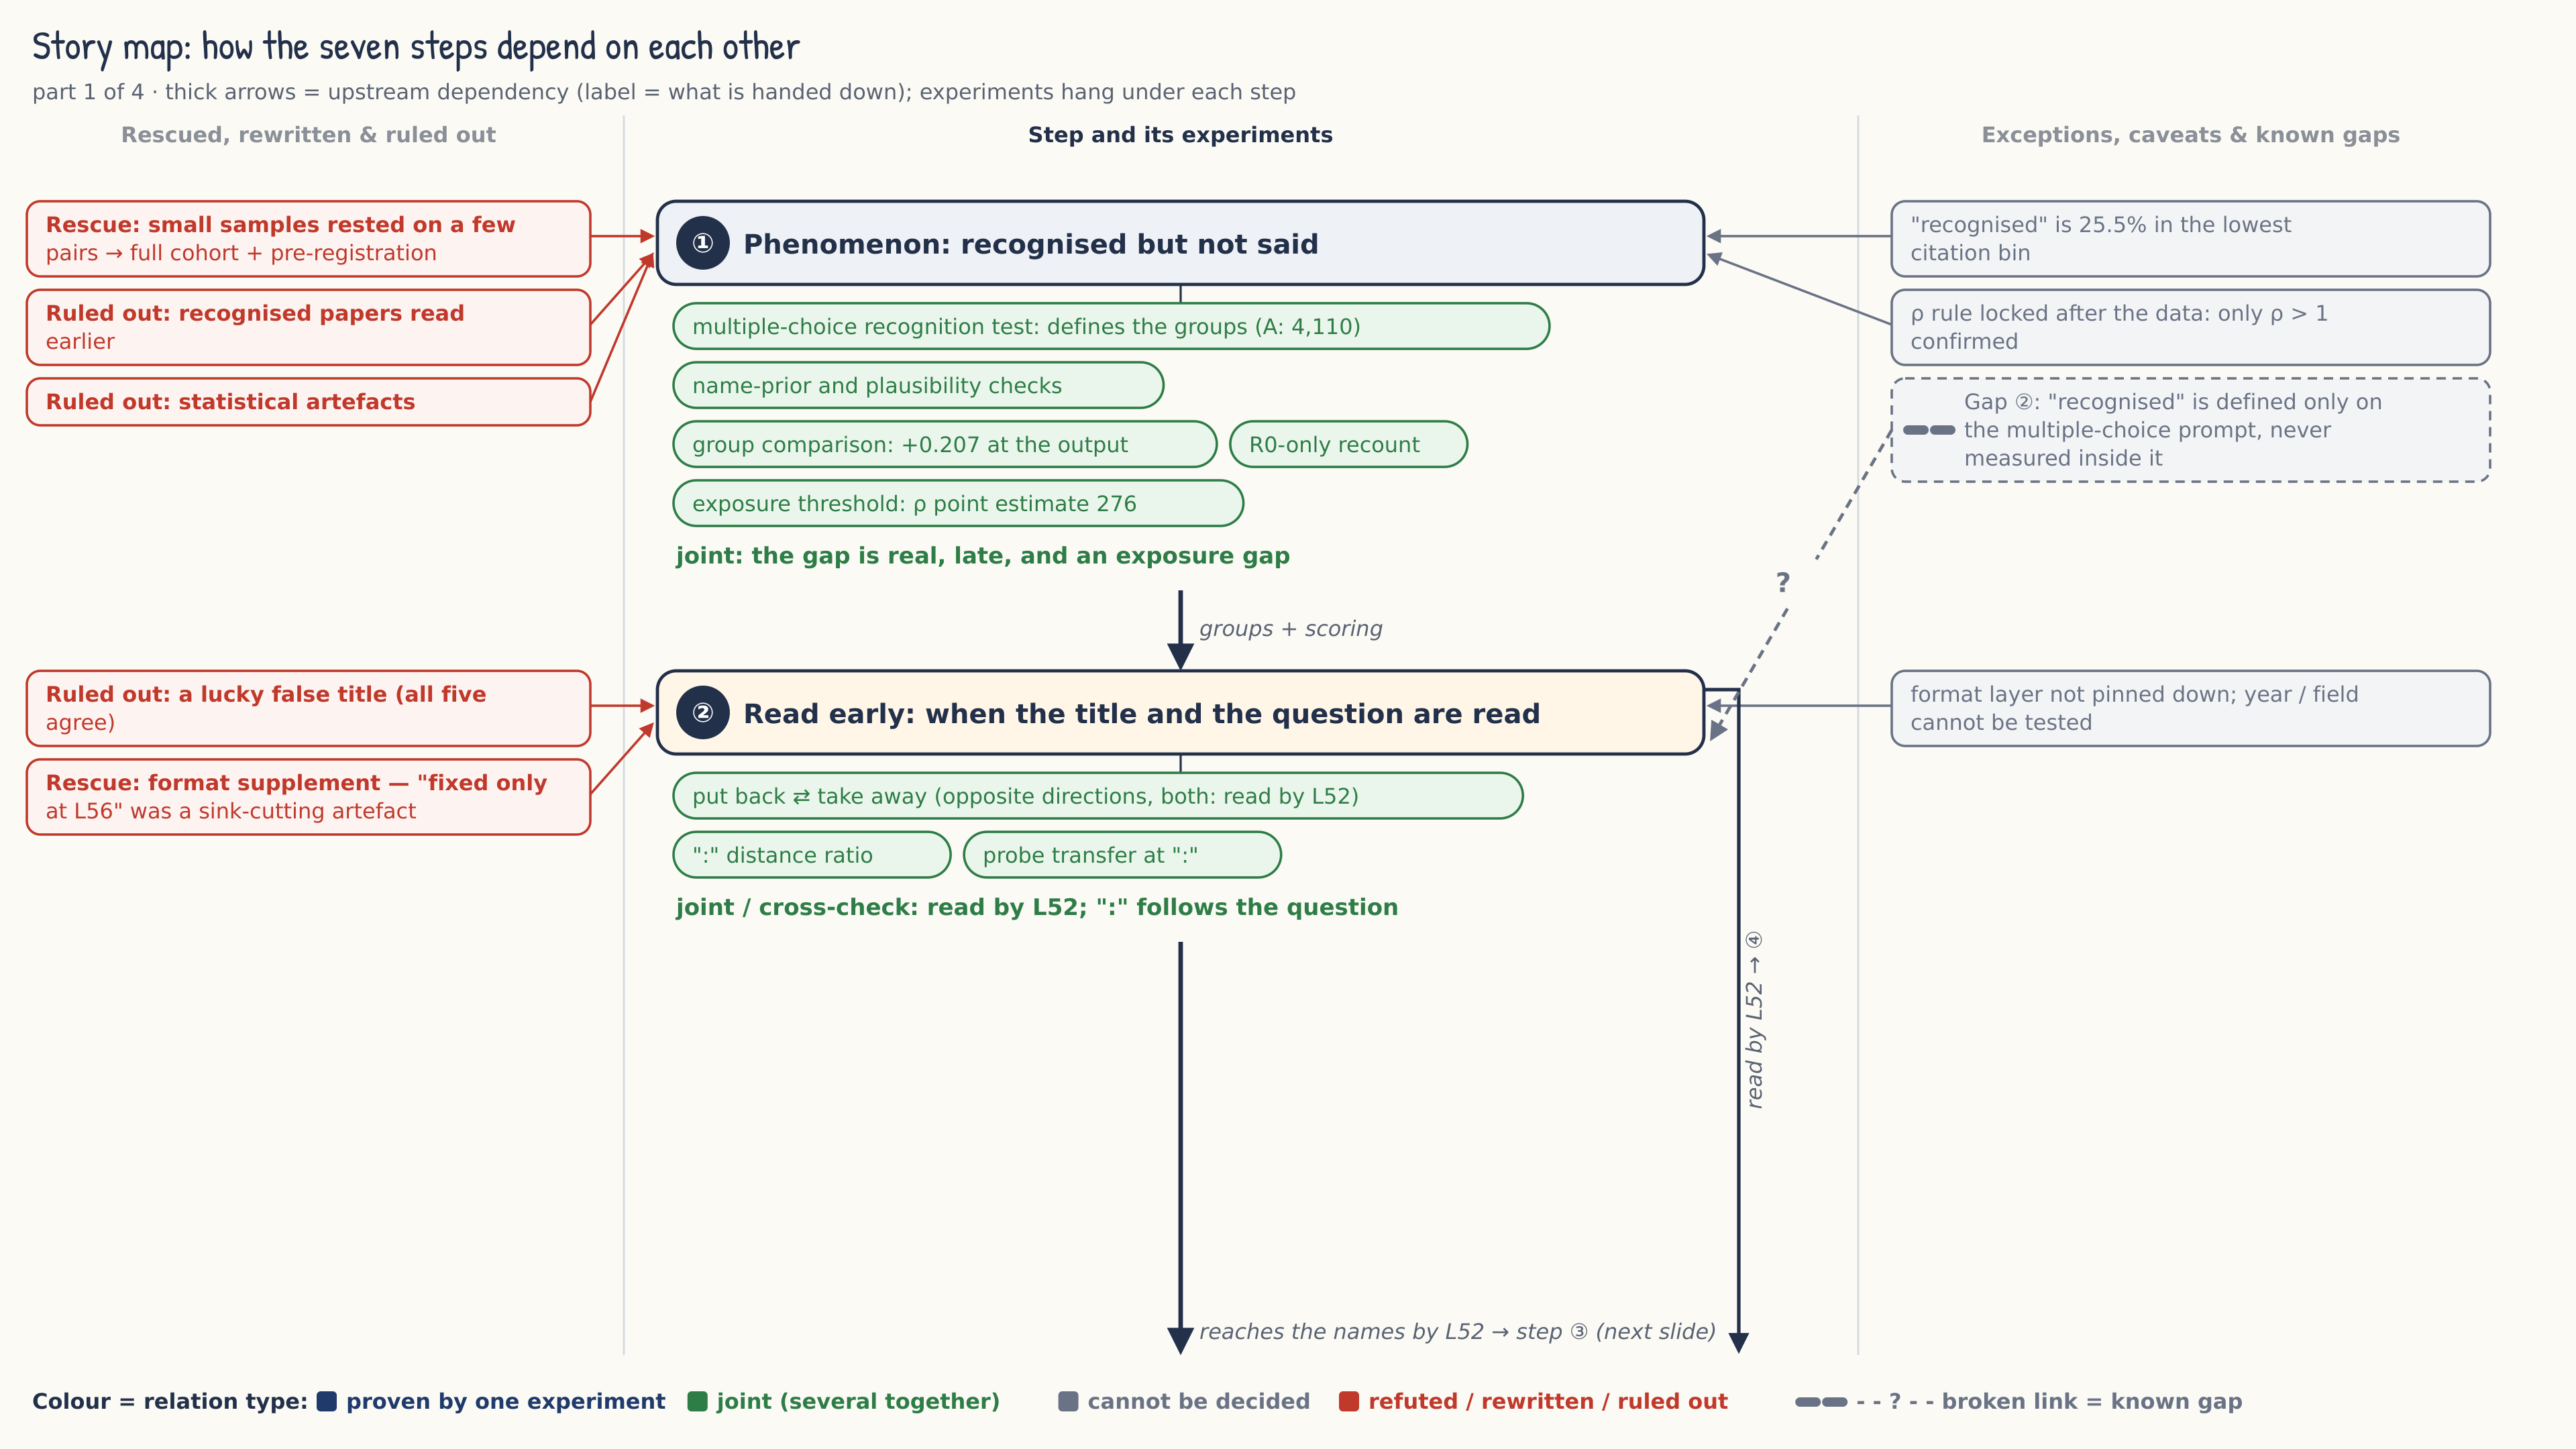 Story map: how the seven steps depend on each other
part 1 of 4 · thick arrows = upstream dependency (label = what is handed down); experiments hang under each step
Rescued, rewritten & ruled out
Step and its experiments
Exceptions, caveats & known gaps
Rescue: small samples rested on a few
pairs → full cohort + pre-registration
Ruled out: recognised papers read
earlier
Ruled out: statistical artefacts
① Phenomenon: recognised but not said
multiple-choice recognition test: defines the groups (A: 4,110)
name-prior and plausibility checks
group comparison: +0.207 at the output
R0-only recount
exposure threshold: ρ point estimate 276
joint: the gap is real, late, and an exposure gap
"recognised" is 25.5% in the lowest
citation bin
ρ rule locked after the data: only ρ > 1
confirmed
Gap ②: "recognised" is defined only on
the multiple-choice prompt, never
measured inside it
?
groups + scoring
Ruled out: a lucky false title (all five
agree)
Rescue: format supplement — "fixed only
at L56" was a sink-cutting artefact
② Read early: when the title and the question are read
put back ⇄ take away (opposite directions, both: read by L52)
":" distance ratio
probe transfer at ":"
joint / cross-check: read by L52; ":" follows the question
format layer not pinned down; year / field
cannot be tested
read by L52 → ④
reaches the names by L52 → step ③ (next slide)
Colour = relation type:
proven by one experiment
joint (several together)
cannot be decided
refuted / rewritten / ruled out
- - ? - - broken link = known gap